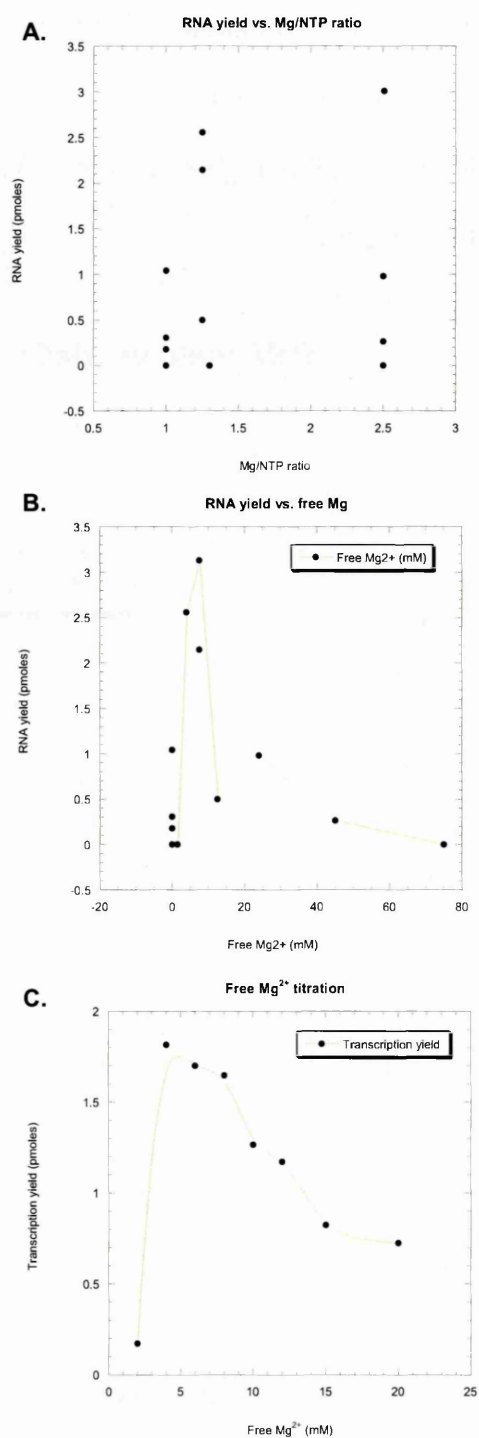 A.
RNA yield vs. Mg/NTP ratio
3.5
3
2.5
2
1.5
1
0.5
0
-0.5
RNA yield (pmoles)
0.5 1 1.5 2 2.5 3
Mg/NTP ratio
B.
RNA yield vs. free Mg
Free Mg2+ (mM)
3.5
3
2.5
2
1.5
1
0.5
0
-0.5
RNA yield (pmoles)
-20 0 20 40 60 80
Free Mg2+ (mM)
C.
Free Mg²⁺ titration
Transcription yield
2
1.5
1
0.5
0
Transcription yield (pmoles)
0 5 10 15 20 25
Free Mg²⁺ (mM)